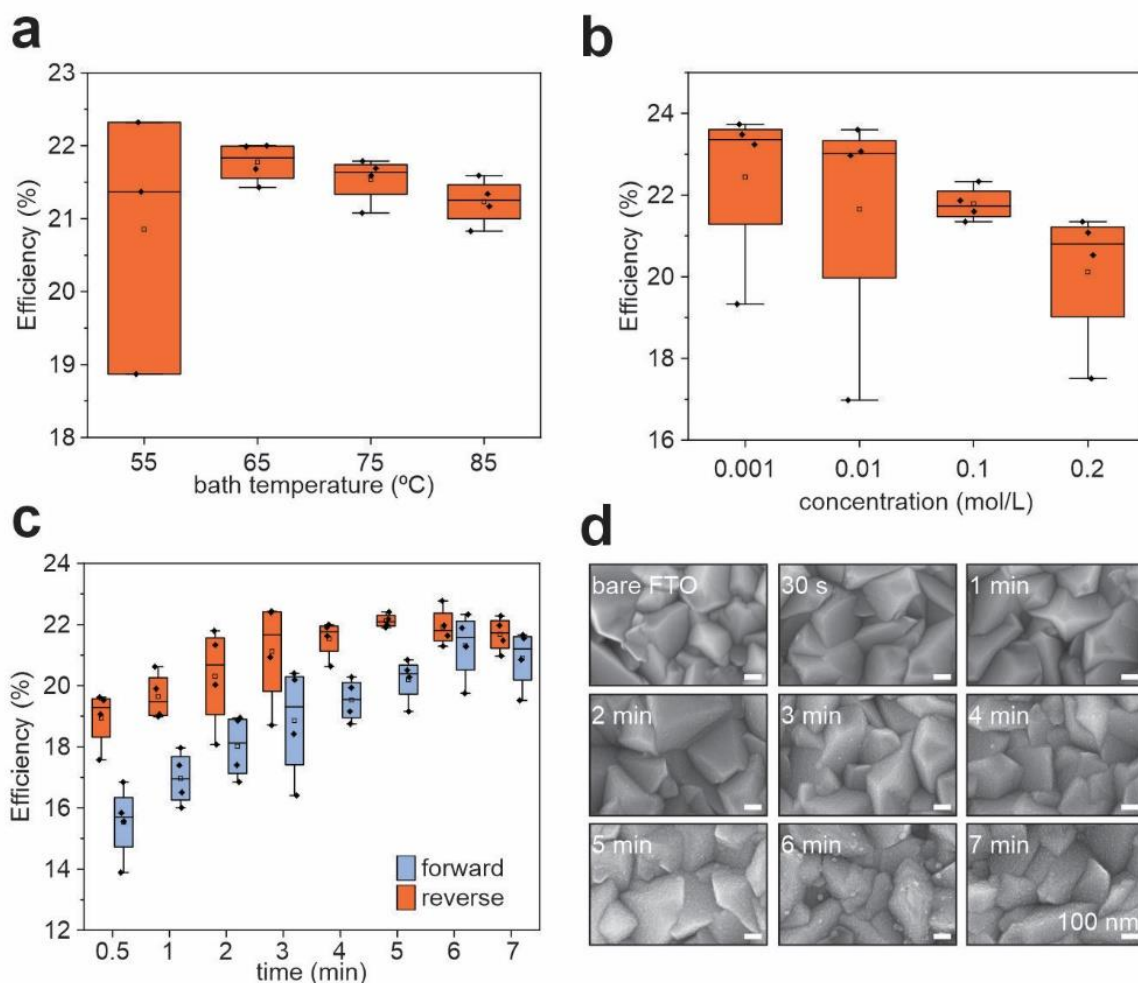 a
23
22
21
20
19
18
Efficiency (%)
55 65 75 85
bath temperature (ºC)
b
24
22
20
18
16
Efficiency (%)
0.001 0.01 0.1 0.2
concentration (mol/L)
c
24
22
20
18
16
14
12
Efficiency (%)
forward
reverse
0.5 1 2 3 4 5 6 7
time (min)
d
bare FTO 30 s 1 min
2 min 3 min 4 min
5 min 6 min 7 min
100 nm